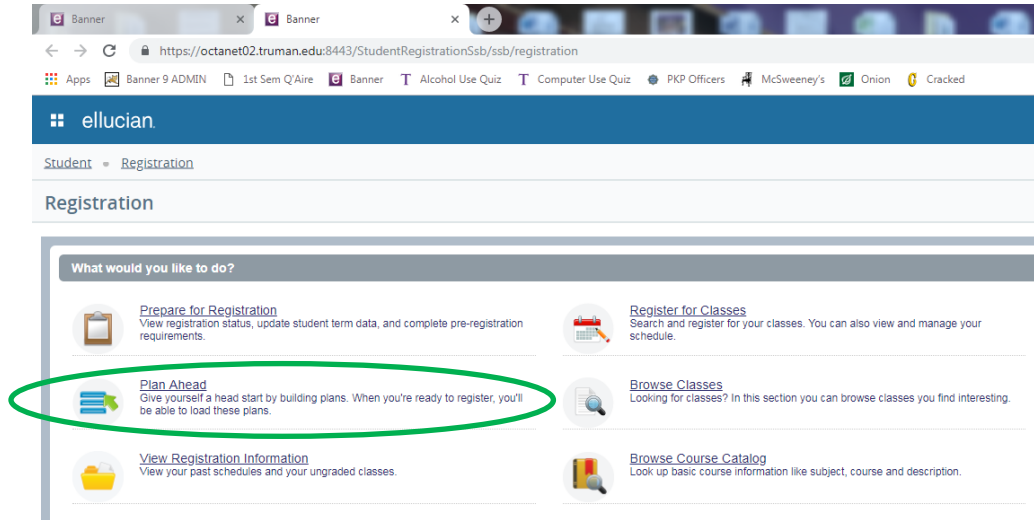 Banner × Banner × +
https://octanet02.truman.edu:8443/StudentRegistrationSsb/ssb/registration
Apps Banner 9 ADMIN 1st Sem Q'Aire Banner T Alcohol Use Quiz T Computer Use Quiz PKP Officers McSweeney's Onion Cracked
ellucian.
Student Registration
Registration
What would you like to do?
Prepare for Registration
View registration status, update student term data, and complete pre-registration
requirements.
Register for Classes
Search and register for your classes. You can also view and manage your
schedule.
Plan Ahead
Give yourself a head start by building plans. When you're ready to register, you'll
be able to load these plans.
Browse Classes
Looking for classes? In this section you can browse classes you find interesting.
View Registration Information
View your past schedules and your ungraded classes.
Browse Course Catalog
Look up basic course information like subject, course and description.